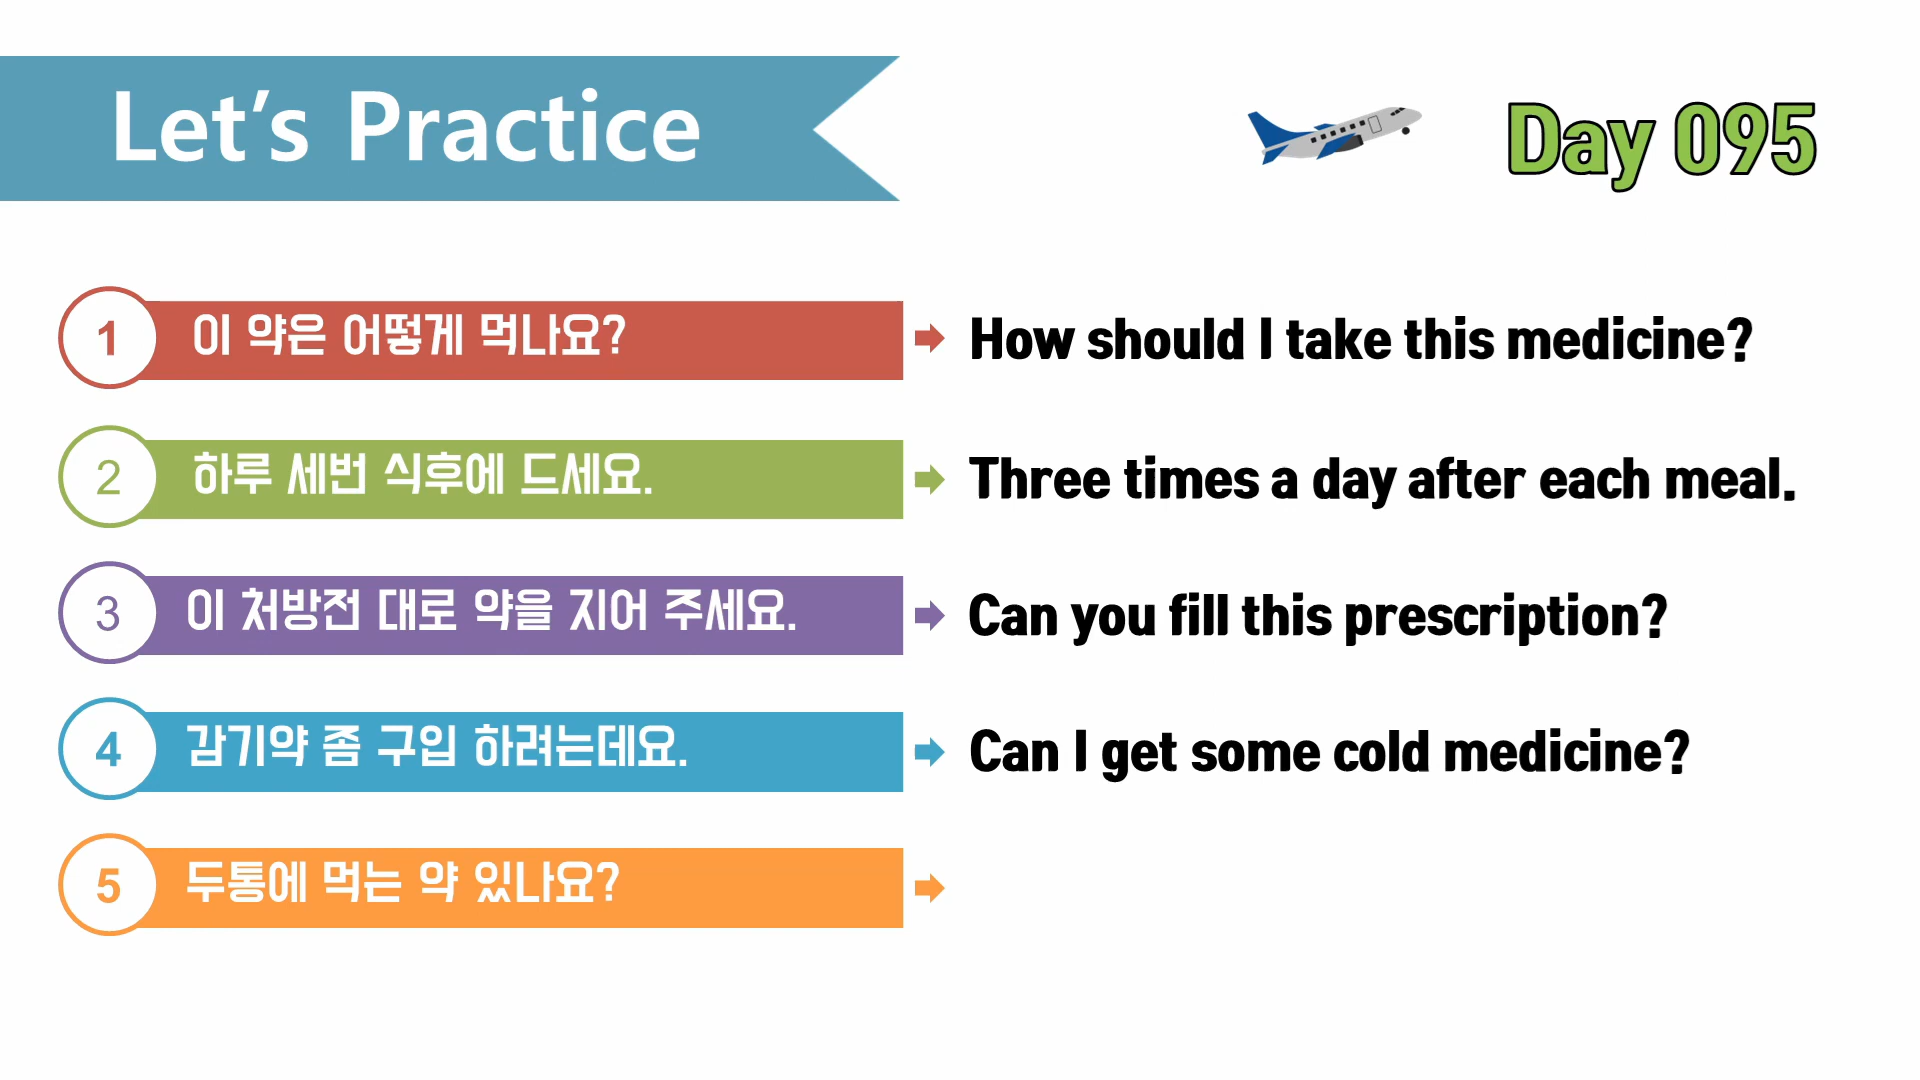 Let's Practice
Day 095
1 이 약은 어떻게 먹나요? How should I take this medicine?
2 하루 세번 식후에 드세요. Three times a day after each meal.
3 이 처방전 대로 약을 지어 주세요. Can you fill this prescription?
4 감기약 좀 구입 하려는데요. Can I get some cold medicine?
5 두통에 먹는 약 있나요?